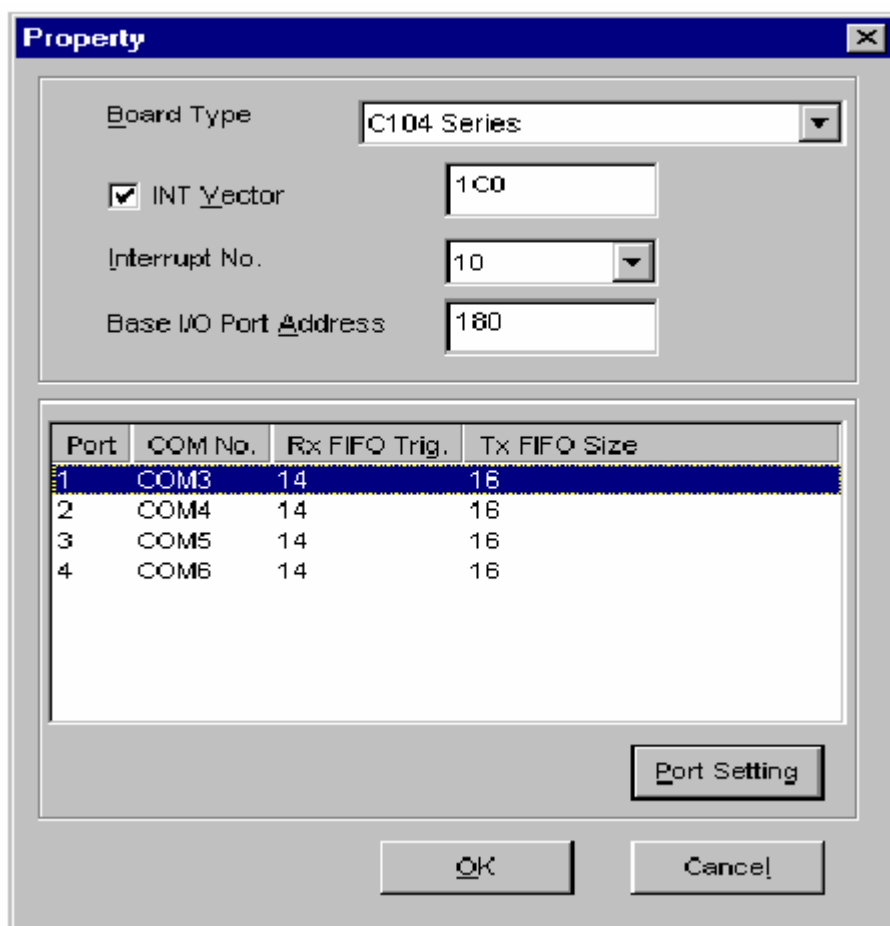 Property
Board Type C104 Series
INT Vector 1C0
Interrupt No. 10
Base I/O Port Address 180
Port COM No. Rx FIFO Trig. Tx FIFO Size
1 COM3 14 16
2 COM4 14 16
3 COM5 14 16
4 COM6 14 16
Port Setting
OK Cancel